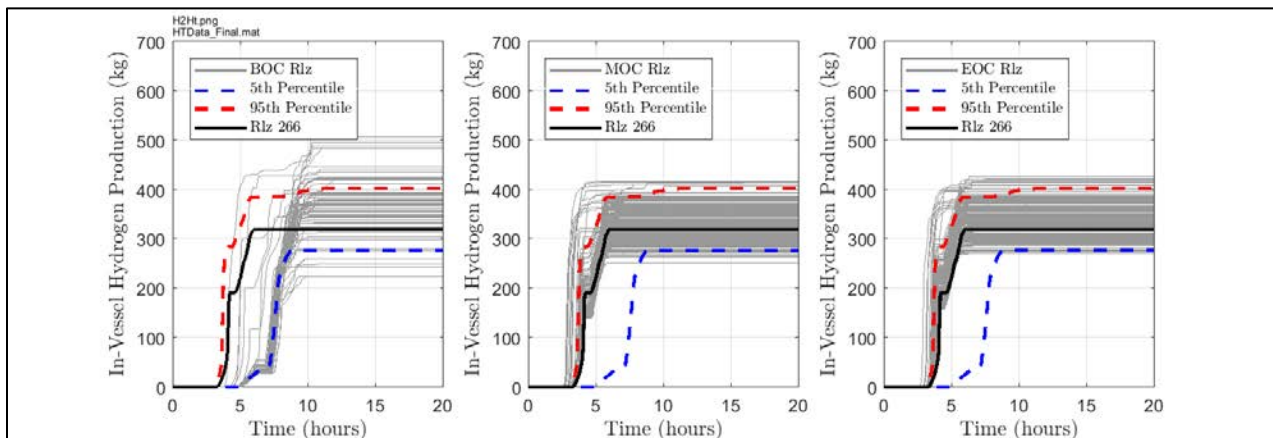 H2Ht.png
HTData_Final.mat
In-Vessel Hydrogen Production (kg)
700
600
500
400
300
200
100
0
BOC Rlz
5th Percentile
95th Percentile
Rlz 266
0 5 10 15 20
Time (hours)
In-Vessel Hydrogen Production (kg)
700
600
500
400
300
200
100
0
MOC Rlz
5th Percentile
95th Percentile
Rlz 266
0 5 10 15 20
Time (hours)
In-Vessel Hydrogen Production (kg)
700
600
500
400
300
200
100
0
EOC Rlz
5th Percentile
95th Percentile
Rlz 266
0 5 10 15 20
Time (hours)